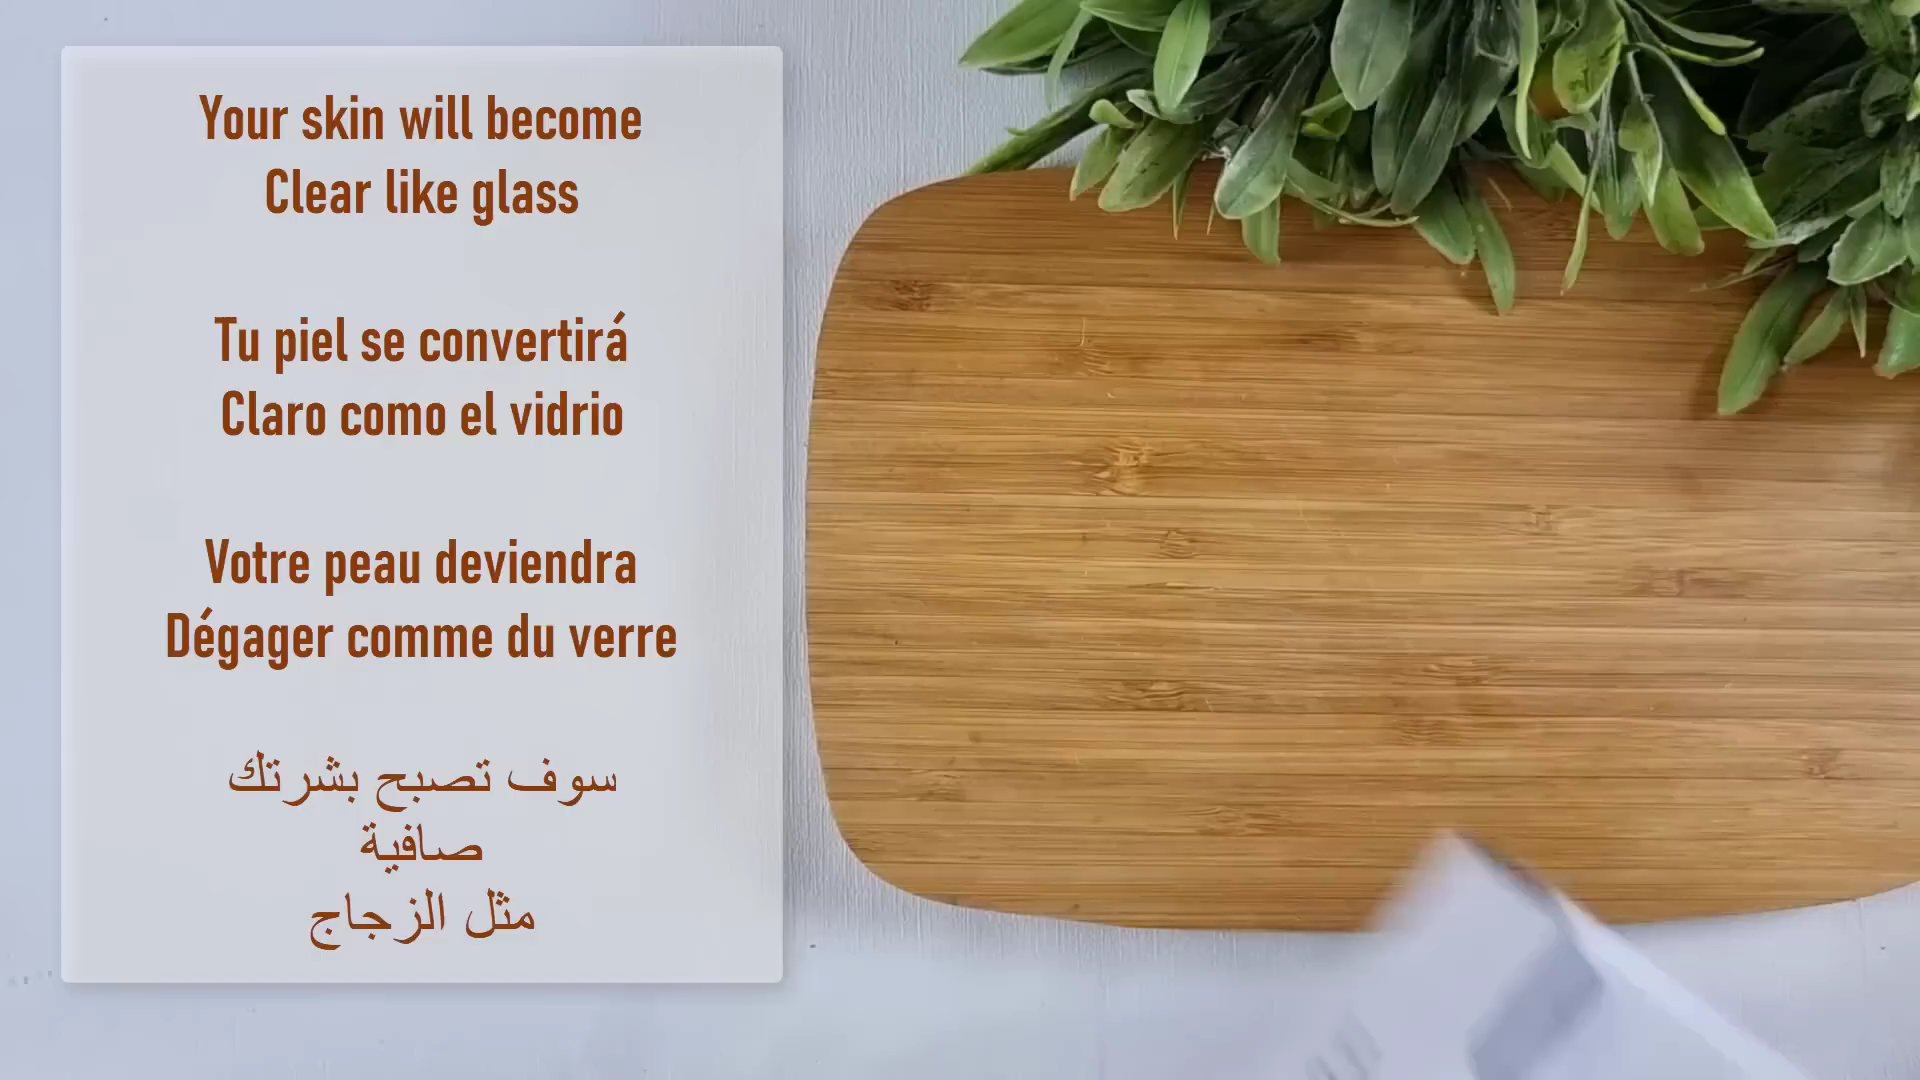 Your skin will become
Clear like glass
Tu piel se convertirá
Claro como el vidrio
Votre peau deviendra
Dégager comme du verre
سوف تصبح بشرتك
صافية
مثل الزجاج